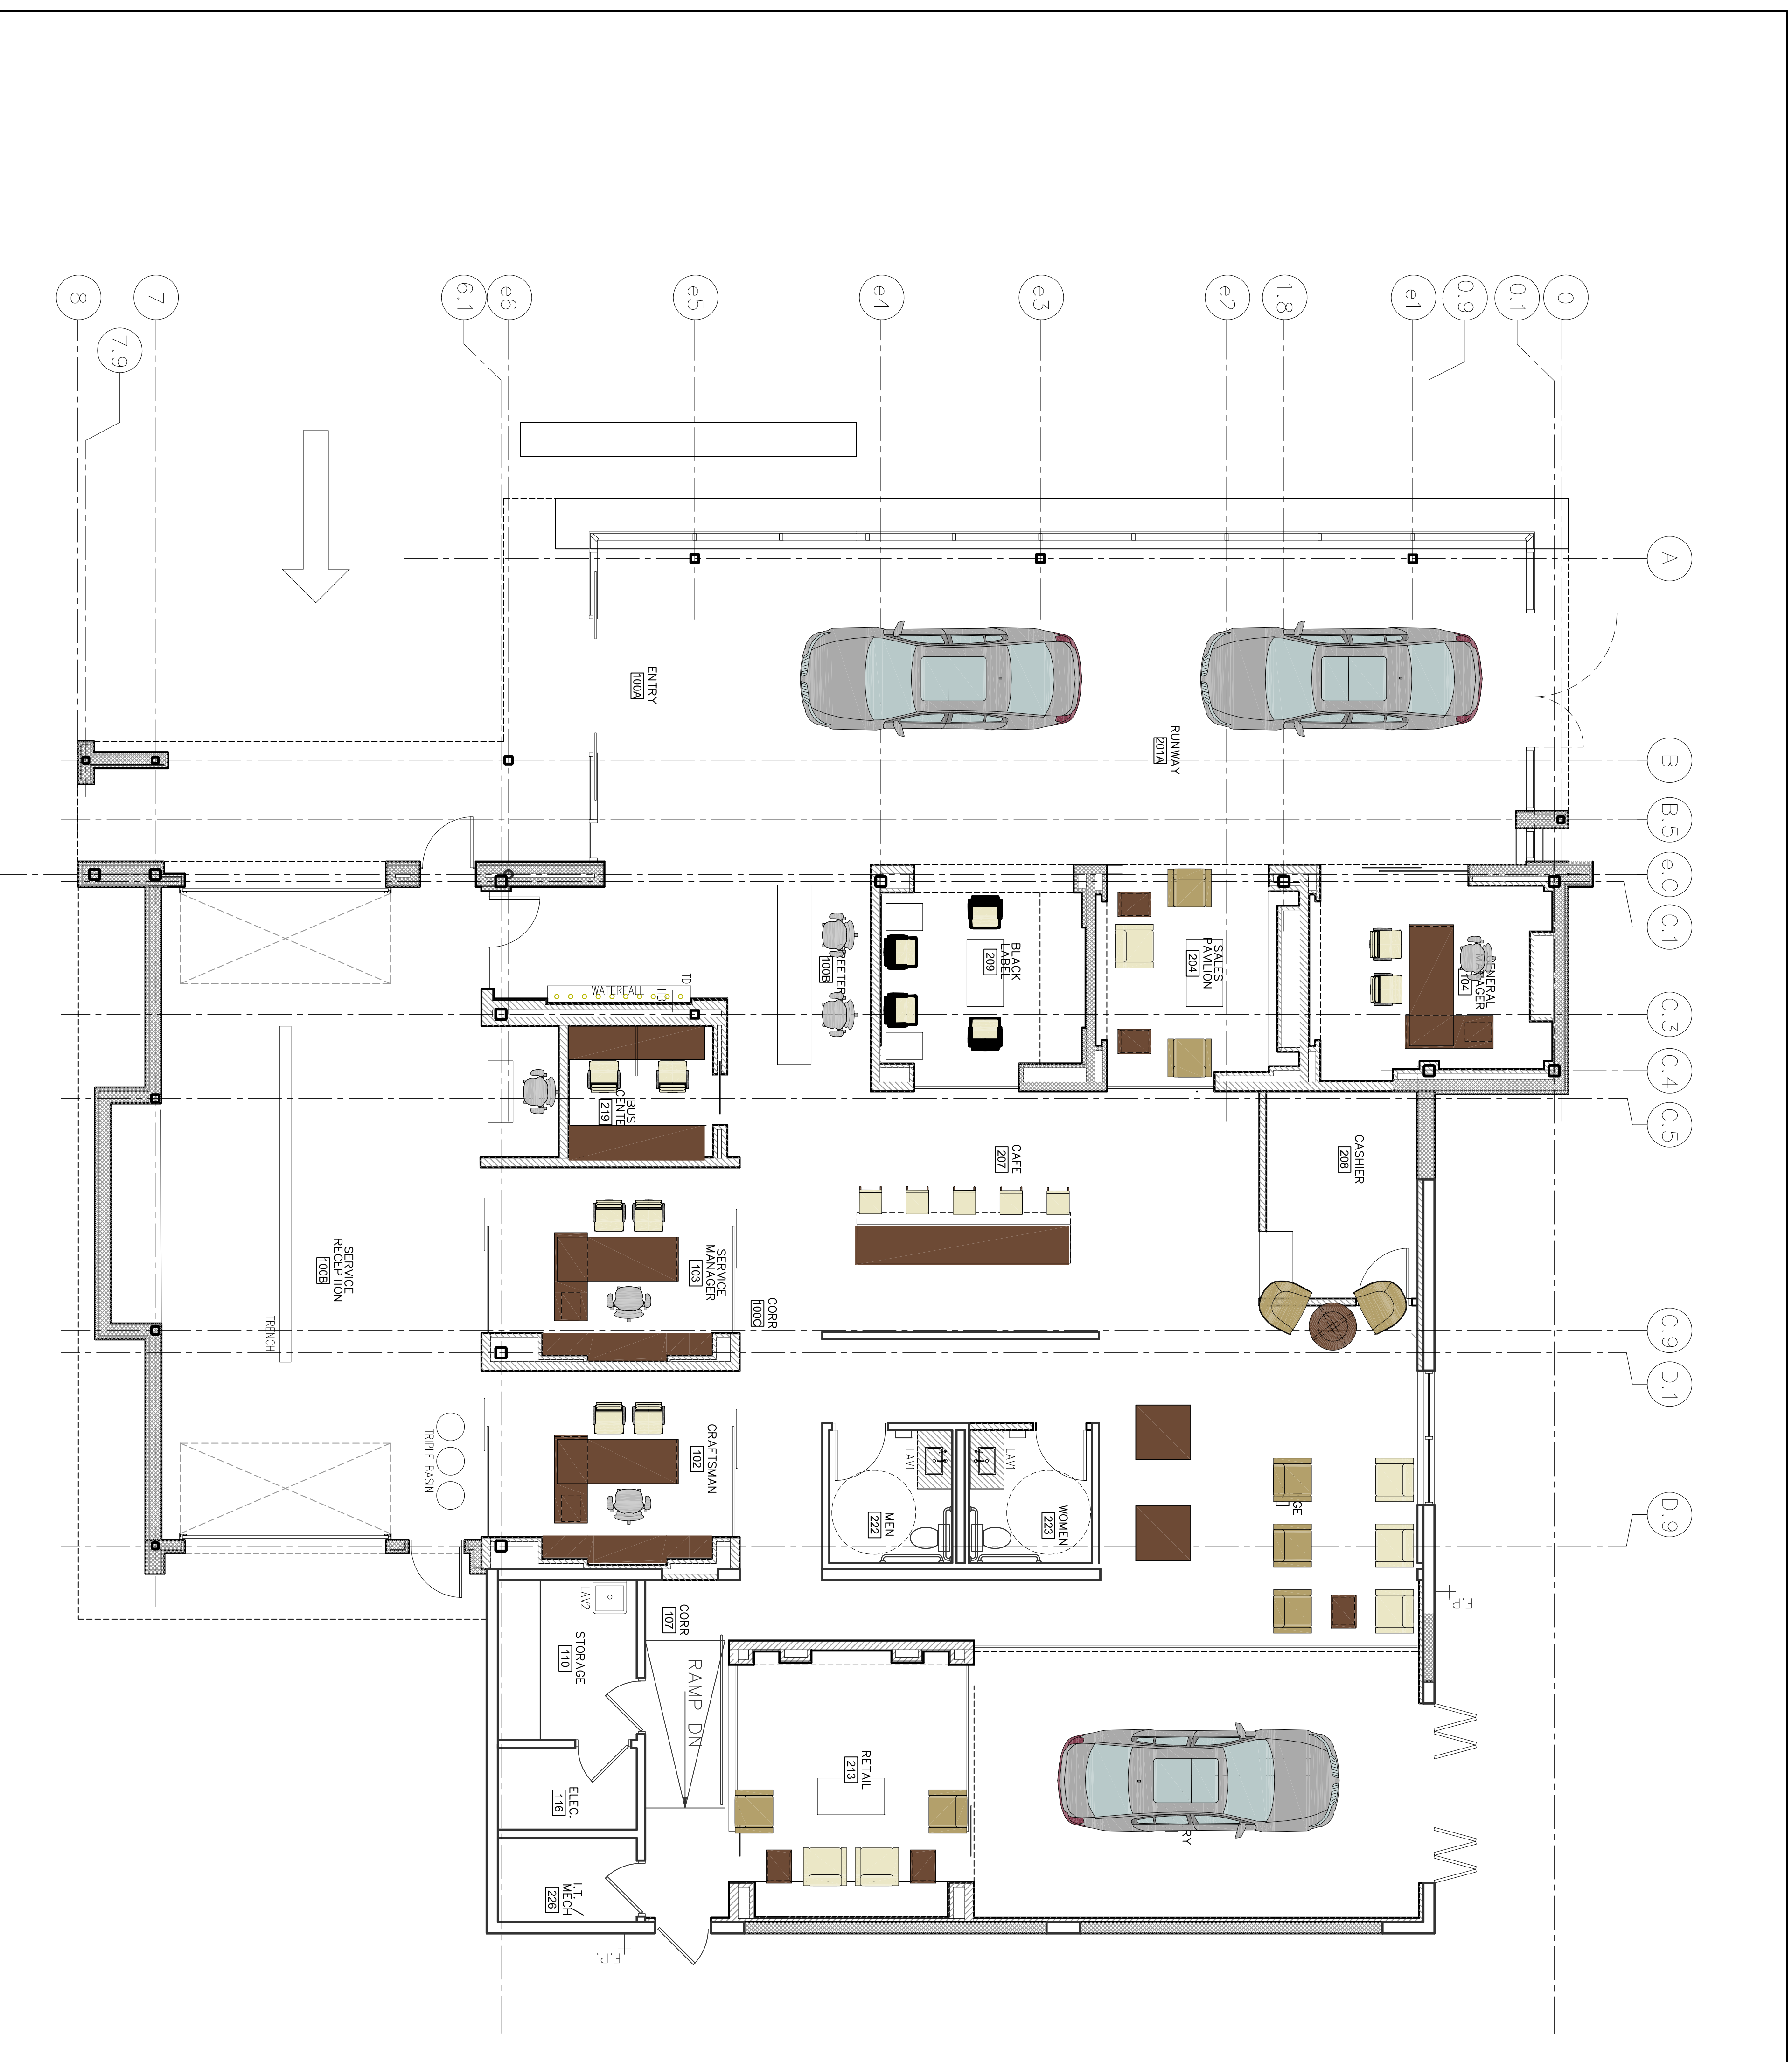 8
7.9
7
6.1
e6
e5
e4
e3
e2
1.8
e1
0.9
0.1
0
A
B
B.5
e.C
C.1
C.3
C.4
C.5
C.9
D.1
D.9
ENTRY
100A
RUNWAY
201A
100B
BLACK
LABEL
209
SALES
PAVILION
204
104
TD
HB
WATERFALL
BUS
219
CAFE
207
CASHIER
208
SERVICE
RECEPTION
100B
TRENCH
SERVICE
MANAGER
103
CORR
100C
CRAFTSMAN
102
TRIPLE BASIN
MEN
222
LAV1
LAV1
WOMEN
223
F.P.
LAV2
STORAGE
110
CORR
107
RAMP DN
RETAIL
213
ELEC.
116
I.T./
MECH
226
F.P.